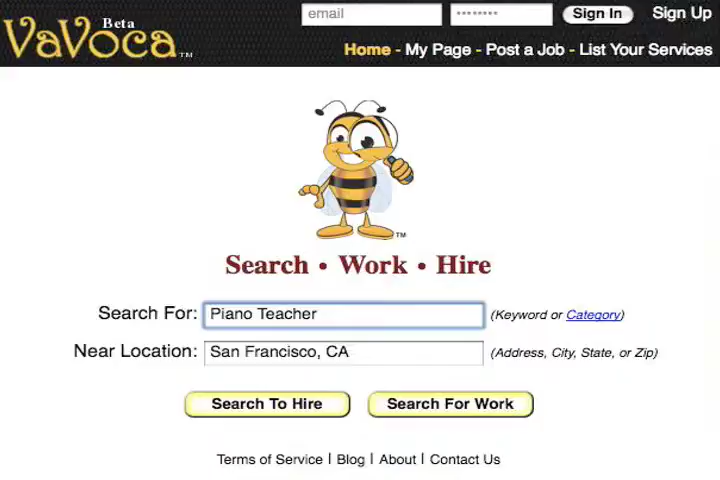 Beta
VaVoca™
email
••••••••
Sign In
Sign Up
Home - My Page - Post a Job - List Your Services
TM
Search • Work • Hire
Search For: Piano Teacher (Keyword or Category)
Near Location: San Francisco, CA (Address, City, State, or Zip)
Search To Hire
Search For Work
Terms of Service | Blog | About | Contact Us